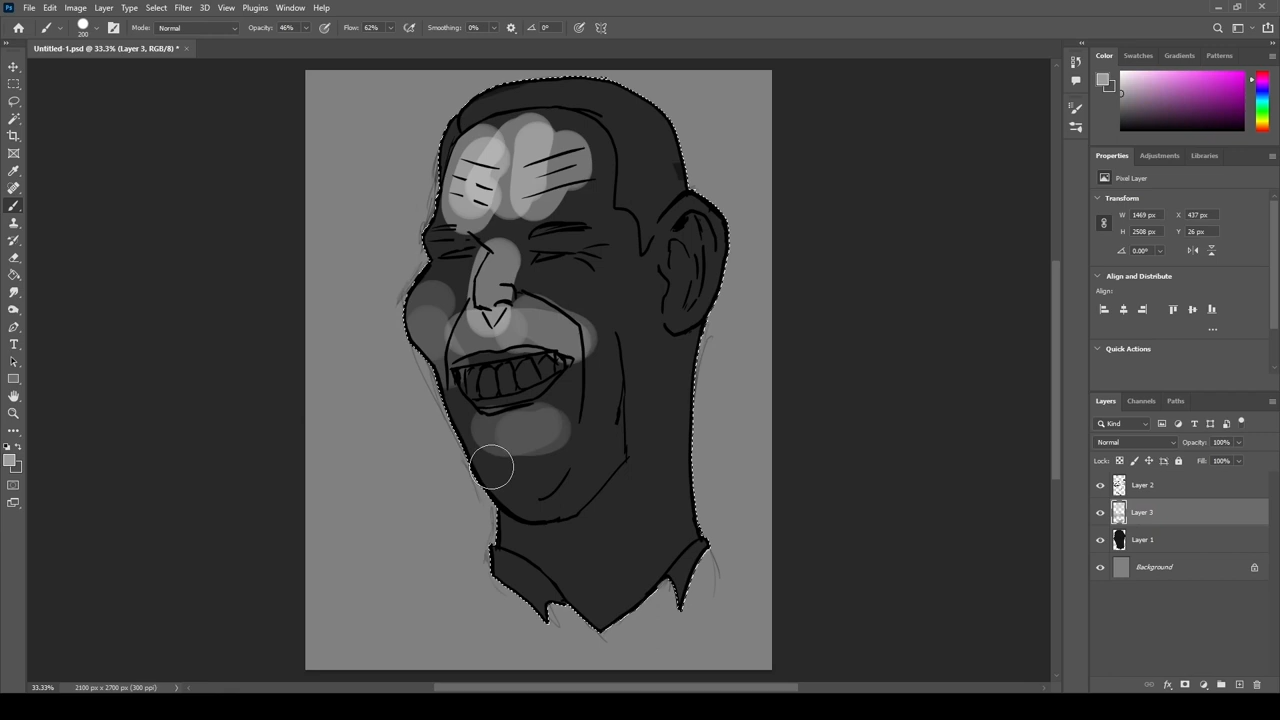 Ps File Edit Image Layer Type Select Filter 3D View Plugins Window Help
200 Mode: Normal Opacity: 46% Flow: 62% Smoothing: 0% 0°
Untitled-1.psd @ 33.3% (Layer 3, RGB/8) * ×
Color Swatches Gradients Patterns
Properties Adjustments Libraries
Pixel Layer
Transform
W 1469 px X 437 px
H 2508 px Y 26 px
0.00°
Align and Distribute
Align:
Quick Actions
Layers Channels Paths
Kind
Normal Opacity: 100%
Lock: Fill: 100%
Layer 2
Layer 3
Layer 1
Background
33.33% 2100 px x 2700 px (300 ppi)
fx